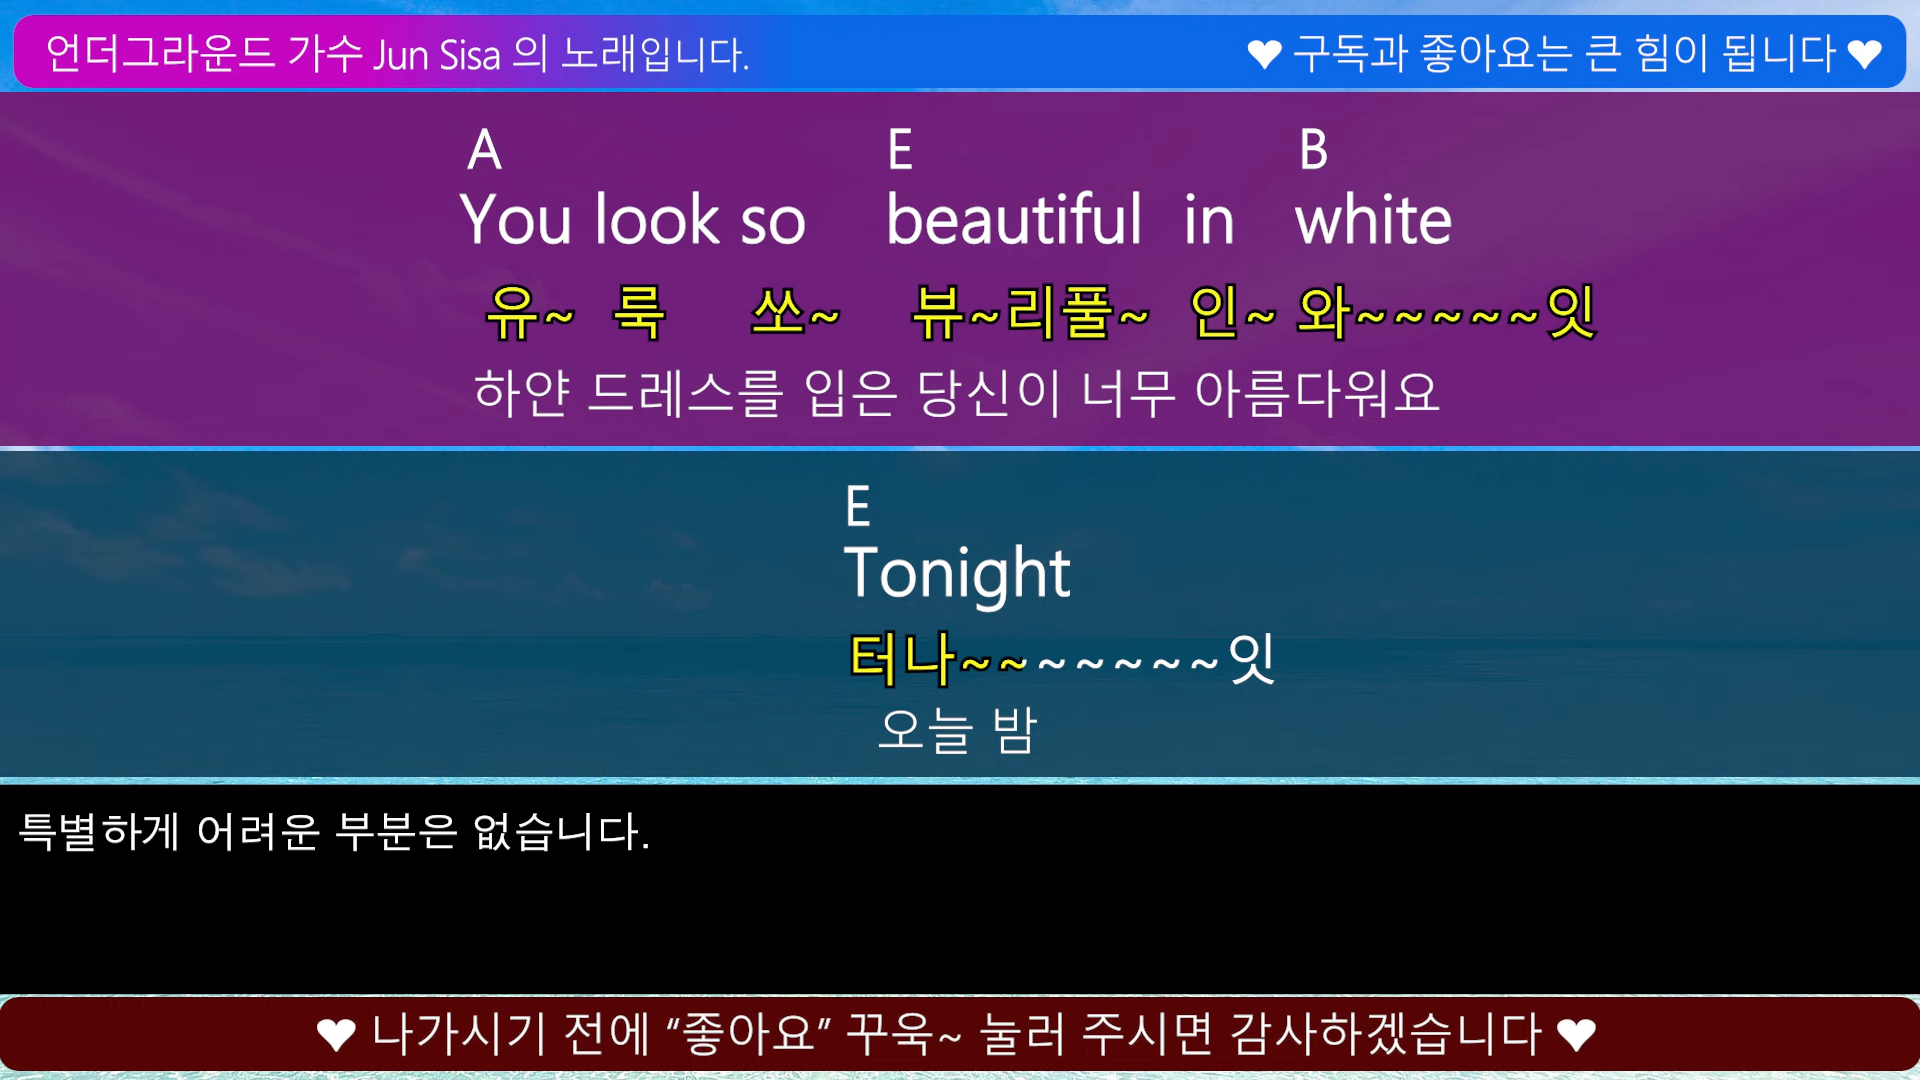 언더그라운드 가수 Jun Sisa 의 노래입니다.
♥ 구독과 좋아요는 큰 힘이 됩니다 ♥
A E B
You look so beautiful in white
유~ 룩 쏘~ 뷰~리풀~ 인~ 와~~~~~잇
하얀 드레스를 입은 당신이 너무 아름다워요
E
Tonight
터나~~~~~~~잇
오늘 밤
특별하게 어려운 부분은 없습니다.
♥ 나가시기 전에 “좋아요” 꾸욱~ 눌러 주시면 감사하겠습니다 ♥